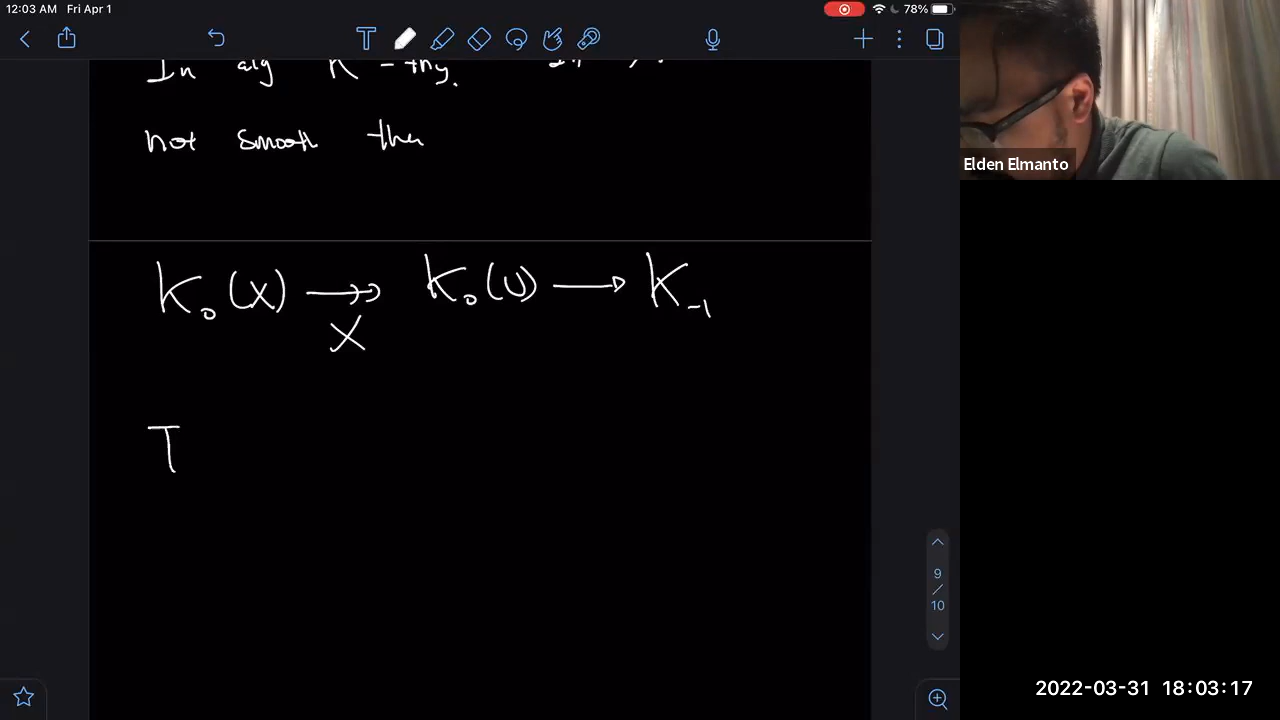 12:03 AM Fri Apr 1 78%
In alg K-thy.
not smooth then
K₀(X) ↠ K₀(U) → K₋₁
X
T
9
/
10
Elden Elmanto
2022-03-31 18:03:17